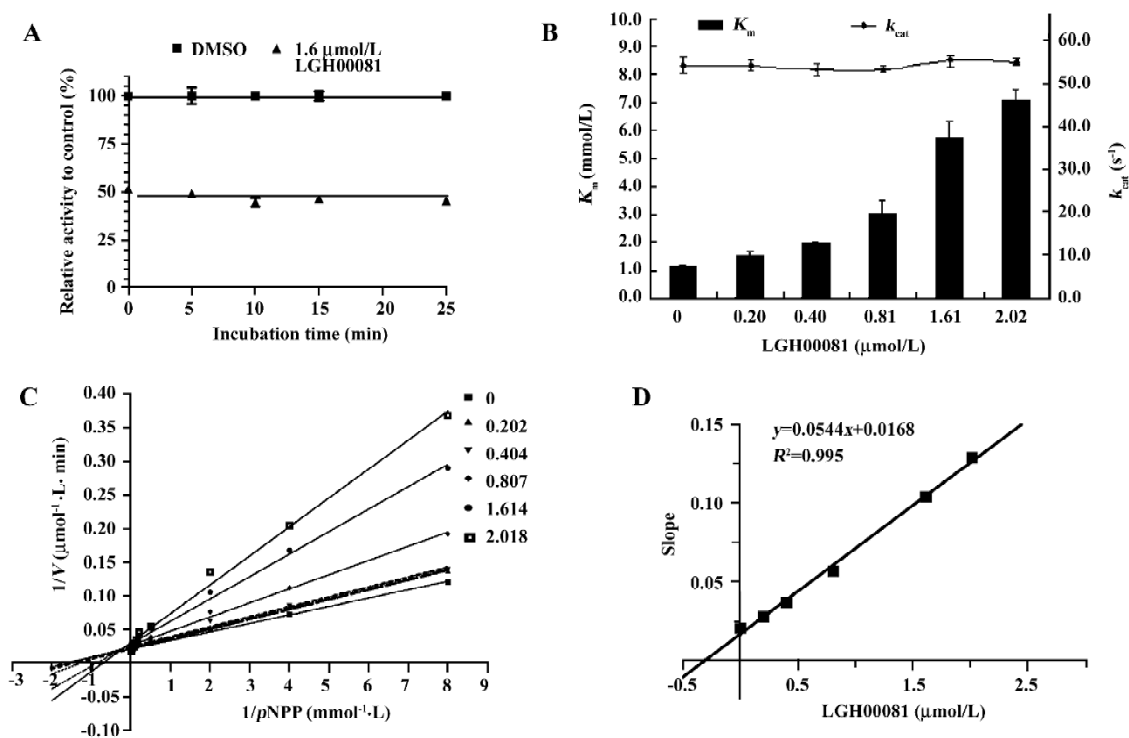 A
DMSO
1.6 μmol/L
LGH00081
Relative activity to control (%)
100
75
50
25
0
0 5 10 15 20 25
Incubation time (min)
B
Km
kcat
Km (mmol/L)
10.0
9.0
8.0
7.0
6.0
5.0
4.0
3.0
2.0
1.0
0.0
60.0
50.0
40.0
30.0
20.0
10.0
0.0
kcat (s⁻¹)
0 0.20 0.40 0.81 1.61 2.02
LGH00081 (μmol/L)
C
1/V (μmol⁻¹·L· min)
0.40
0.35
0.30
0.25
0.20
0.15
0.10
0.05
-0.05
-0.10
0
0.202
0.404
0.807
1.614
2.018
-3 -2 -1 1 2 3 4 5 6 7 8 9
1/pNPP (mmol⁻¹·L)
D
y=0.0544x+0.0168
R²=0.995
Slope
0.15
0.10
0.05
-0.5 0.5 1.5 2.5
LGH00081 (μmol/L)